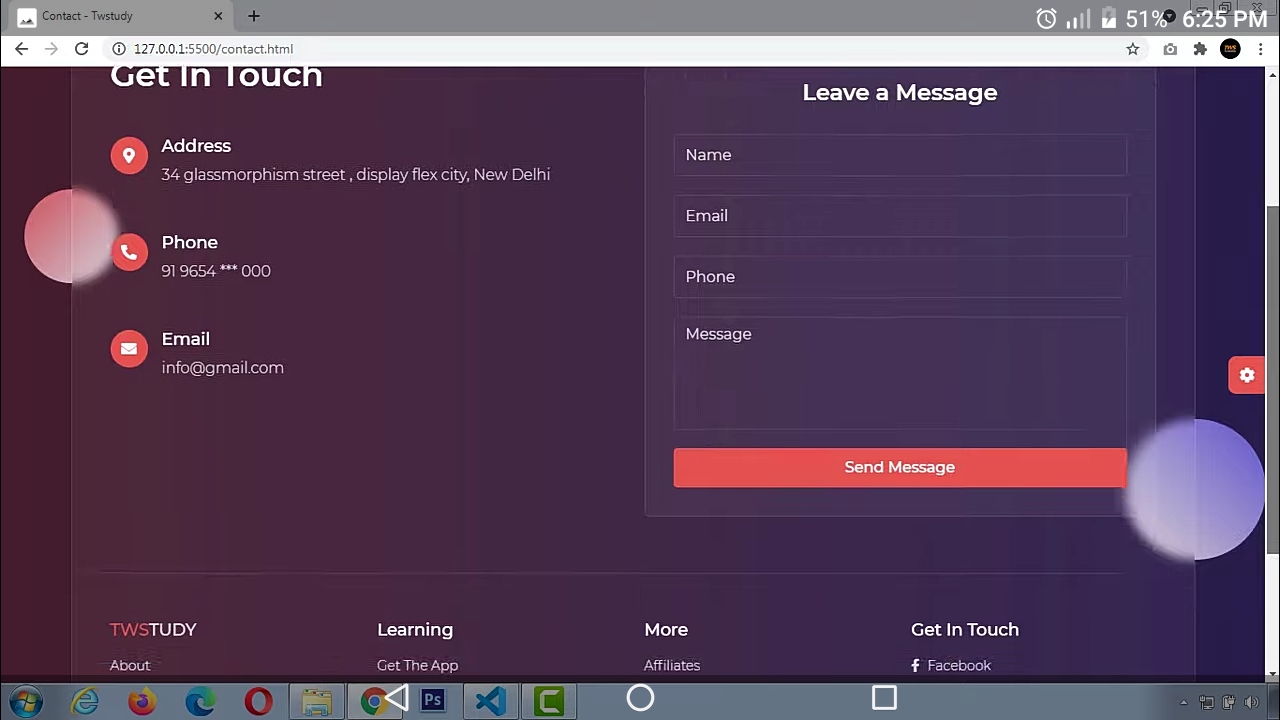 Contact - Twstudy
51% 6:25 PM
127.0.0.1:5500/contact.html
Get In Touch
Address
34 glassmorphism street , display flex city, New Delhi
Phone
91 9654 *** 000
Email
info@gmail.com
Leave a Message
Name
Email
Phone
Message
Send Message
TWSTUDY
About
Learning
Get The App
More
Affiliates
Get In Touch
Facebook
Ps